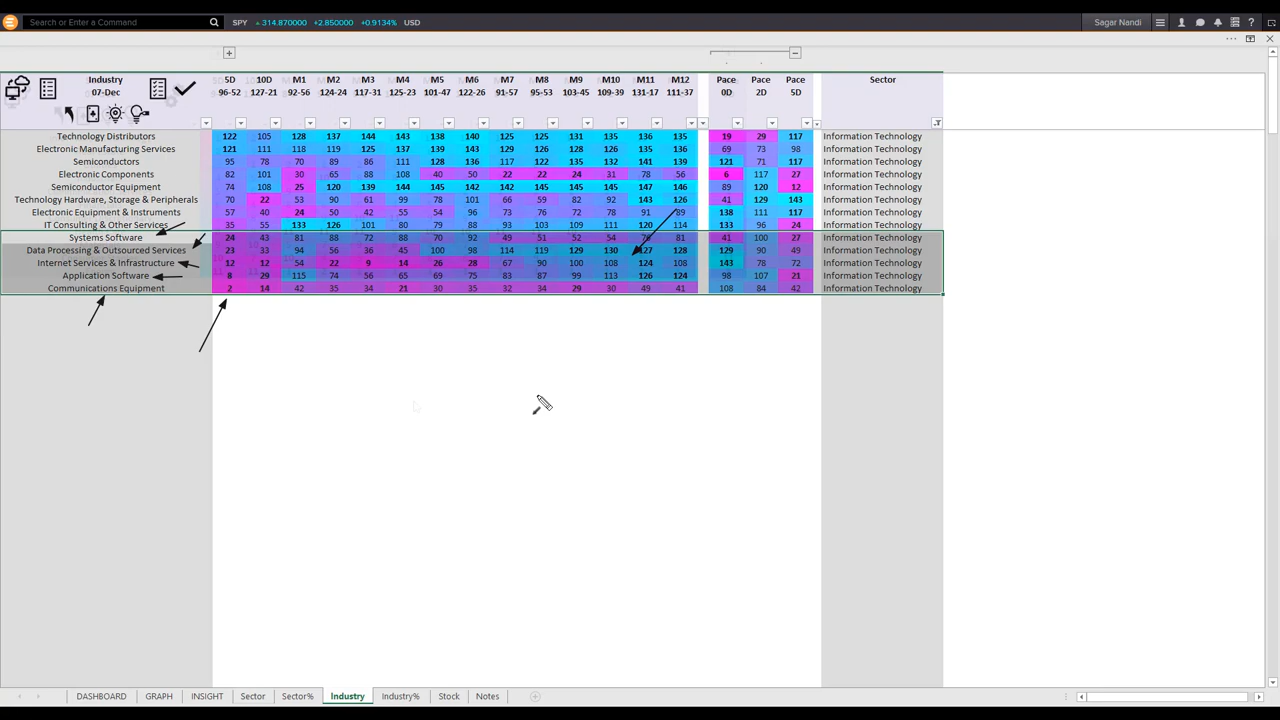 Search or Enter a Command SPY 314.870000 +2.850000 +0.9134% USD Sagar Nandi
Industry 5D 10D M1 M2 M3 M4 M5 M6 M7 M8 M9 M10 M11 M12 Pace Pace Pace Sector
07-Dec 96-52 127-21 92-56 124-24 117-31 125-23 101-47 122-26 91-57 95-53 103-45 109-39 131-17 111-37 0D 2D 5D
Technology Distributors 122 105 128 137 144 143 138 140 125 125 131 135 136 135 19 29 117 Information Technology
Electronic Manufacturing Services 121 111 118 119 125 137 139 143 129 126 128 126 135 136 69 73 98 Information Technology
Semiconductors 95 78 70 89 86 111 128 136 117 122 135 132 141 139 121 71 117 Information Technology
Electronic Components 82 101 30 65 88 108 40 50 22 22 24 31 78 56 6 117 27 Information Technology
Semiconductor Equipment 74 108 25 120 139 144 145 142 142 145 145 145 147 146 89 120 12 Information Technology
Technology Hardware, Storage & Peripherals 70 22 53 90 61 99 78 101 66 59 82 92 143 126 41 129 143 Information Technology
Electronic Equipment & Instruments 57 40 24 50 42 55 54 96 73 76 72 78 91 89 138 111 117 Information Technology
IT Consulting & Other Services 35 55 133 126 101 80 79 88 93 103 109 111 120 114 133 96 24 Information Technology
Systems Software 24 43 81 88 72 88 70 92 49 51 52 54 76 81 41 100 27 Information Technology
Data Processing & Outsourced Services 23 33 94 56 36 45 100 98 114 119 129 130 127 128 129 90 49 Information Technology
Internet Services & Infrastructure 12 12 54 22 9 14 26 28 67 90 100 108 124 108 143 78 72 Information Technology
Application Software 8 29 115 74 56 65 69 75 83 87 99 113 126 124 98 107 21 Information Technology
Communications Equipment 2 14 42 35 34 21 30 35 32 34 29 30 49 41 108 84 42 Information Technology
DASHBOARD GRAPH INSIGHT Sector Sector% Industry Industry% Stock Notes